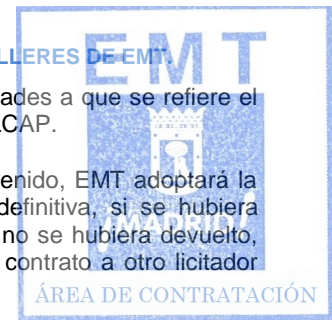 LLERES DE EMT.
EMT
ades a que se refiere el
CAP.
enido, EMT adoptará la
definitiva, si se hubiera
¡MADRID!
no se hubiera devuelto,
contrato a otro licitador
ÁREA DE CONTRATACIÓN